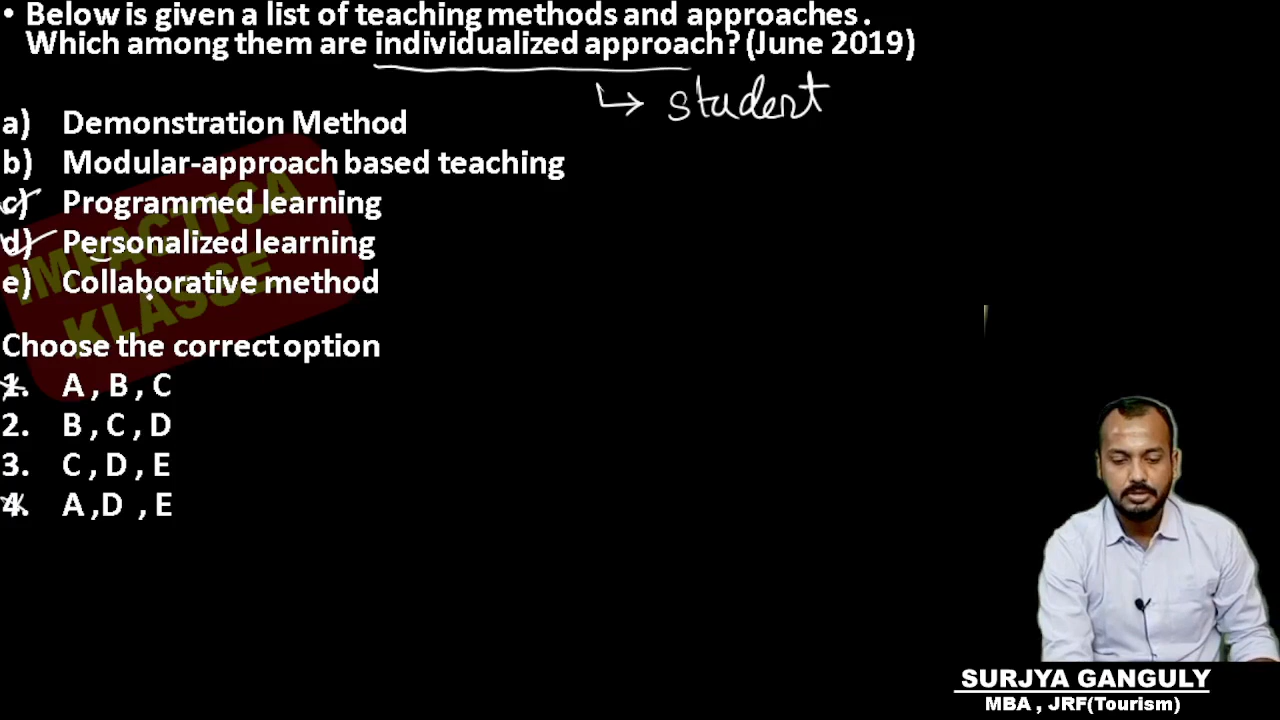 • Below is given a list of teaching methods and approaches .
Which among them are individualized approach? (June 2019)
student
a) Demonstration Method
b) Modular-approach based teaching
c) Programmed learning
d) Personalized learning
e) Collaborative method
IMFACTICA
KLASSE
Choose the correct option
1. A , B , C
2. B , C , D
3. C , D , E
4. A ,D , E
SURJYA GANGULY
MBA , JRF(Tourism)